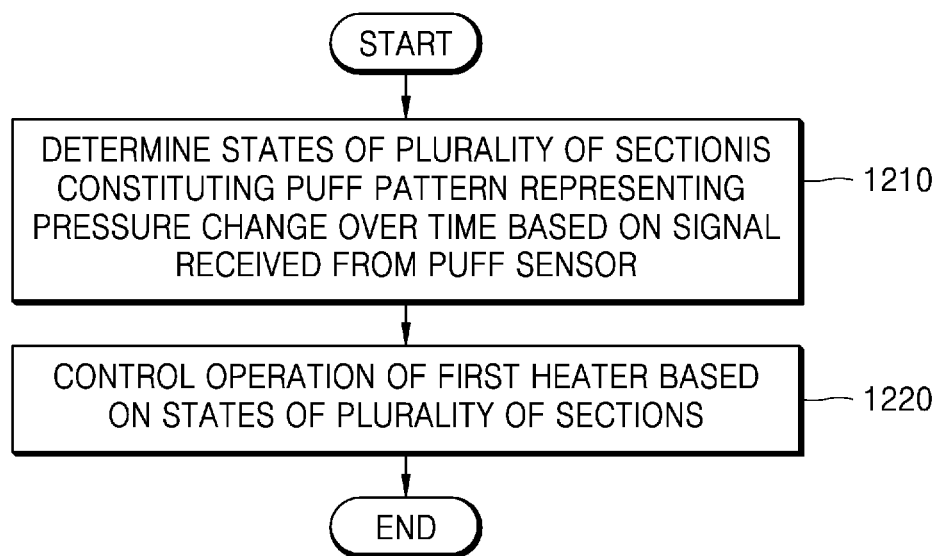 START
DETERMINE STATES OF PLURALITY OF SECTIONIS
CONSTITUTING PUFF PATTERN REPRESENTING
PRESSURE CHANGE OVER TIME BASED ON SIGNAL
RECEIVED FROM PUFF SENSOR
1210
CONTROL OPERATION OF FIRST HEATER BASED
ON STATES OF PLURALITY OF SECTIONS
1220
END